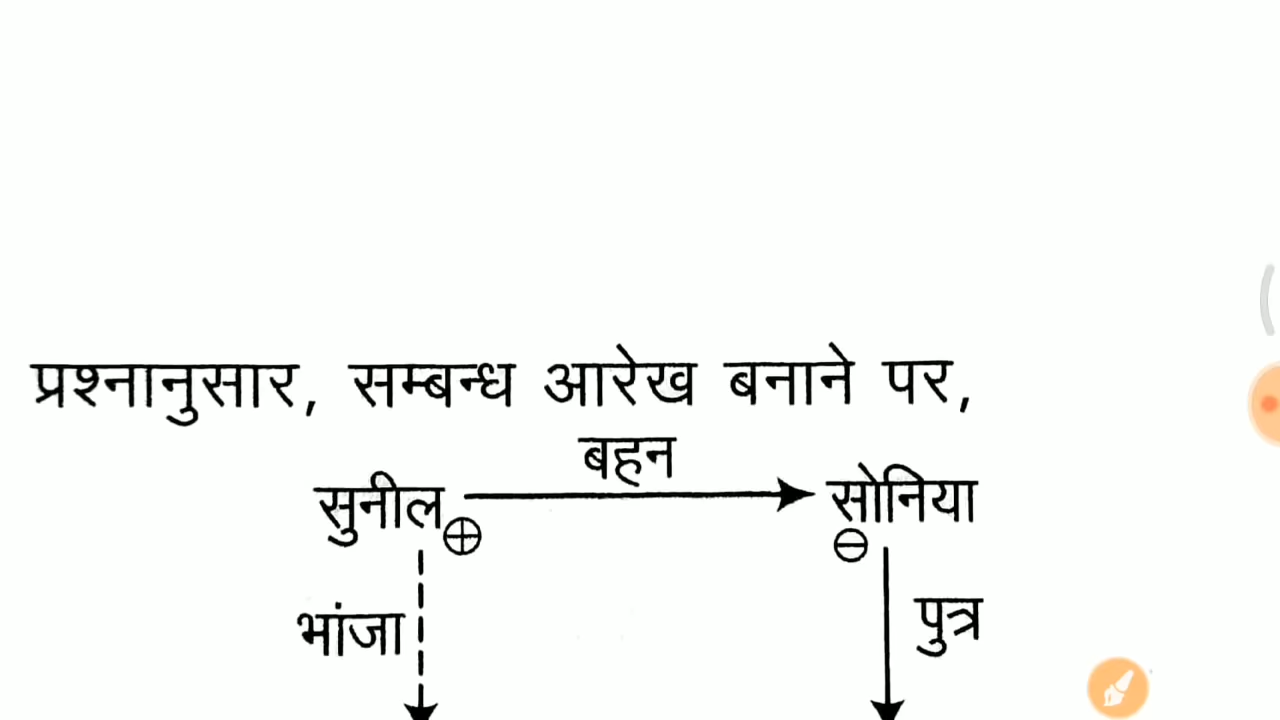 प्रश्नानुसार, सम्बन्ध आरेख बनाने पर,
बहन
सुनील ⊕ सोनिया ⊖
भांजा पुत्र